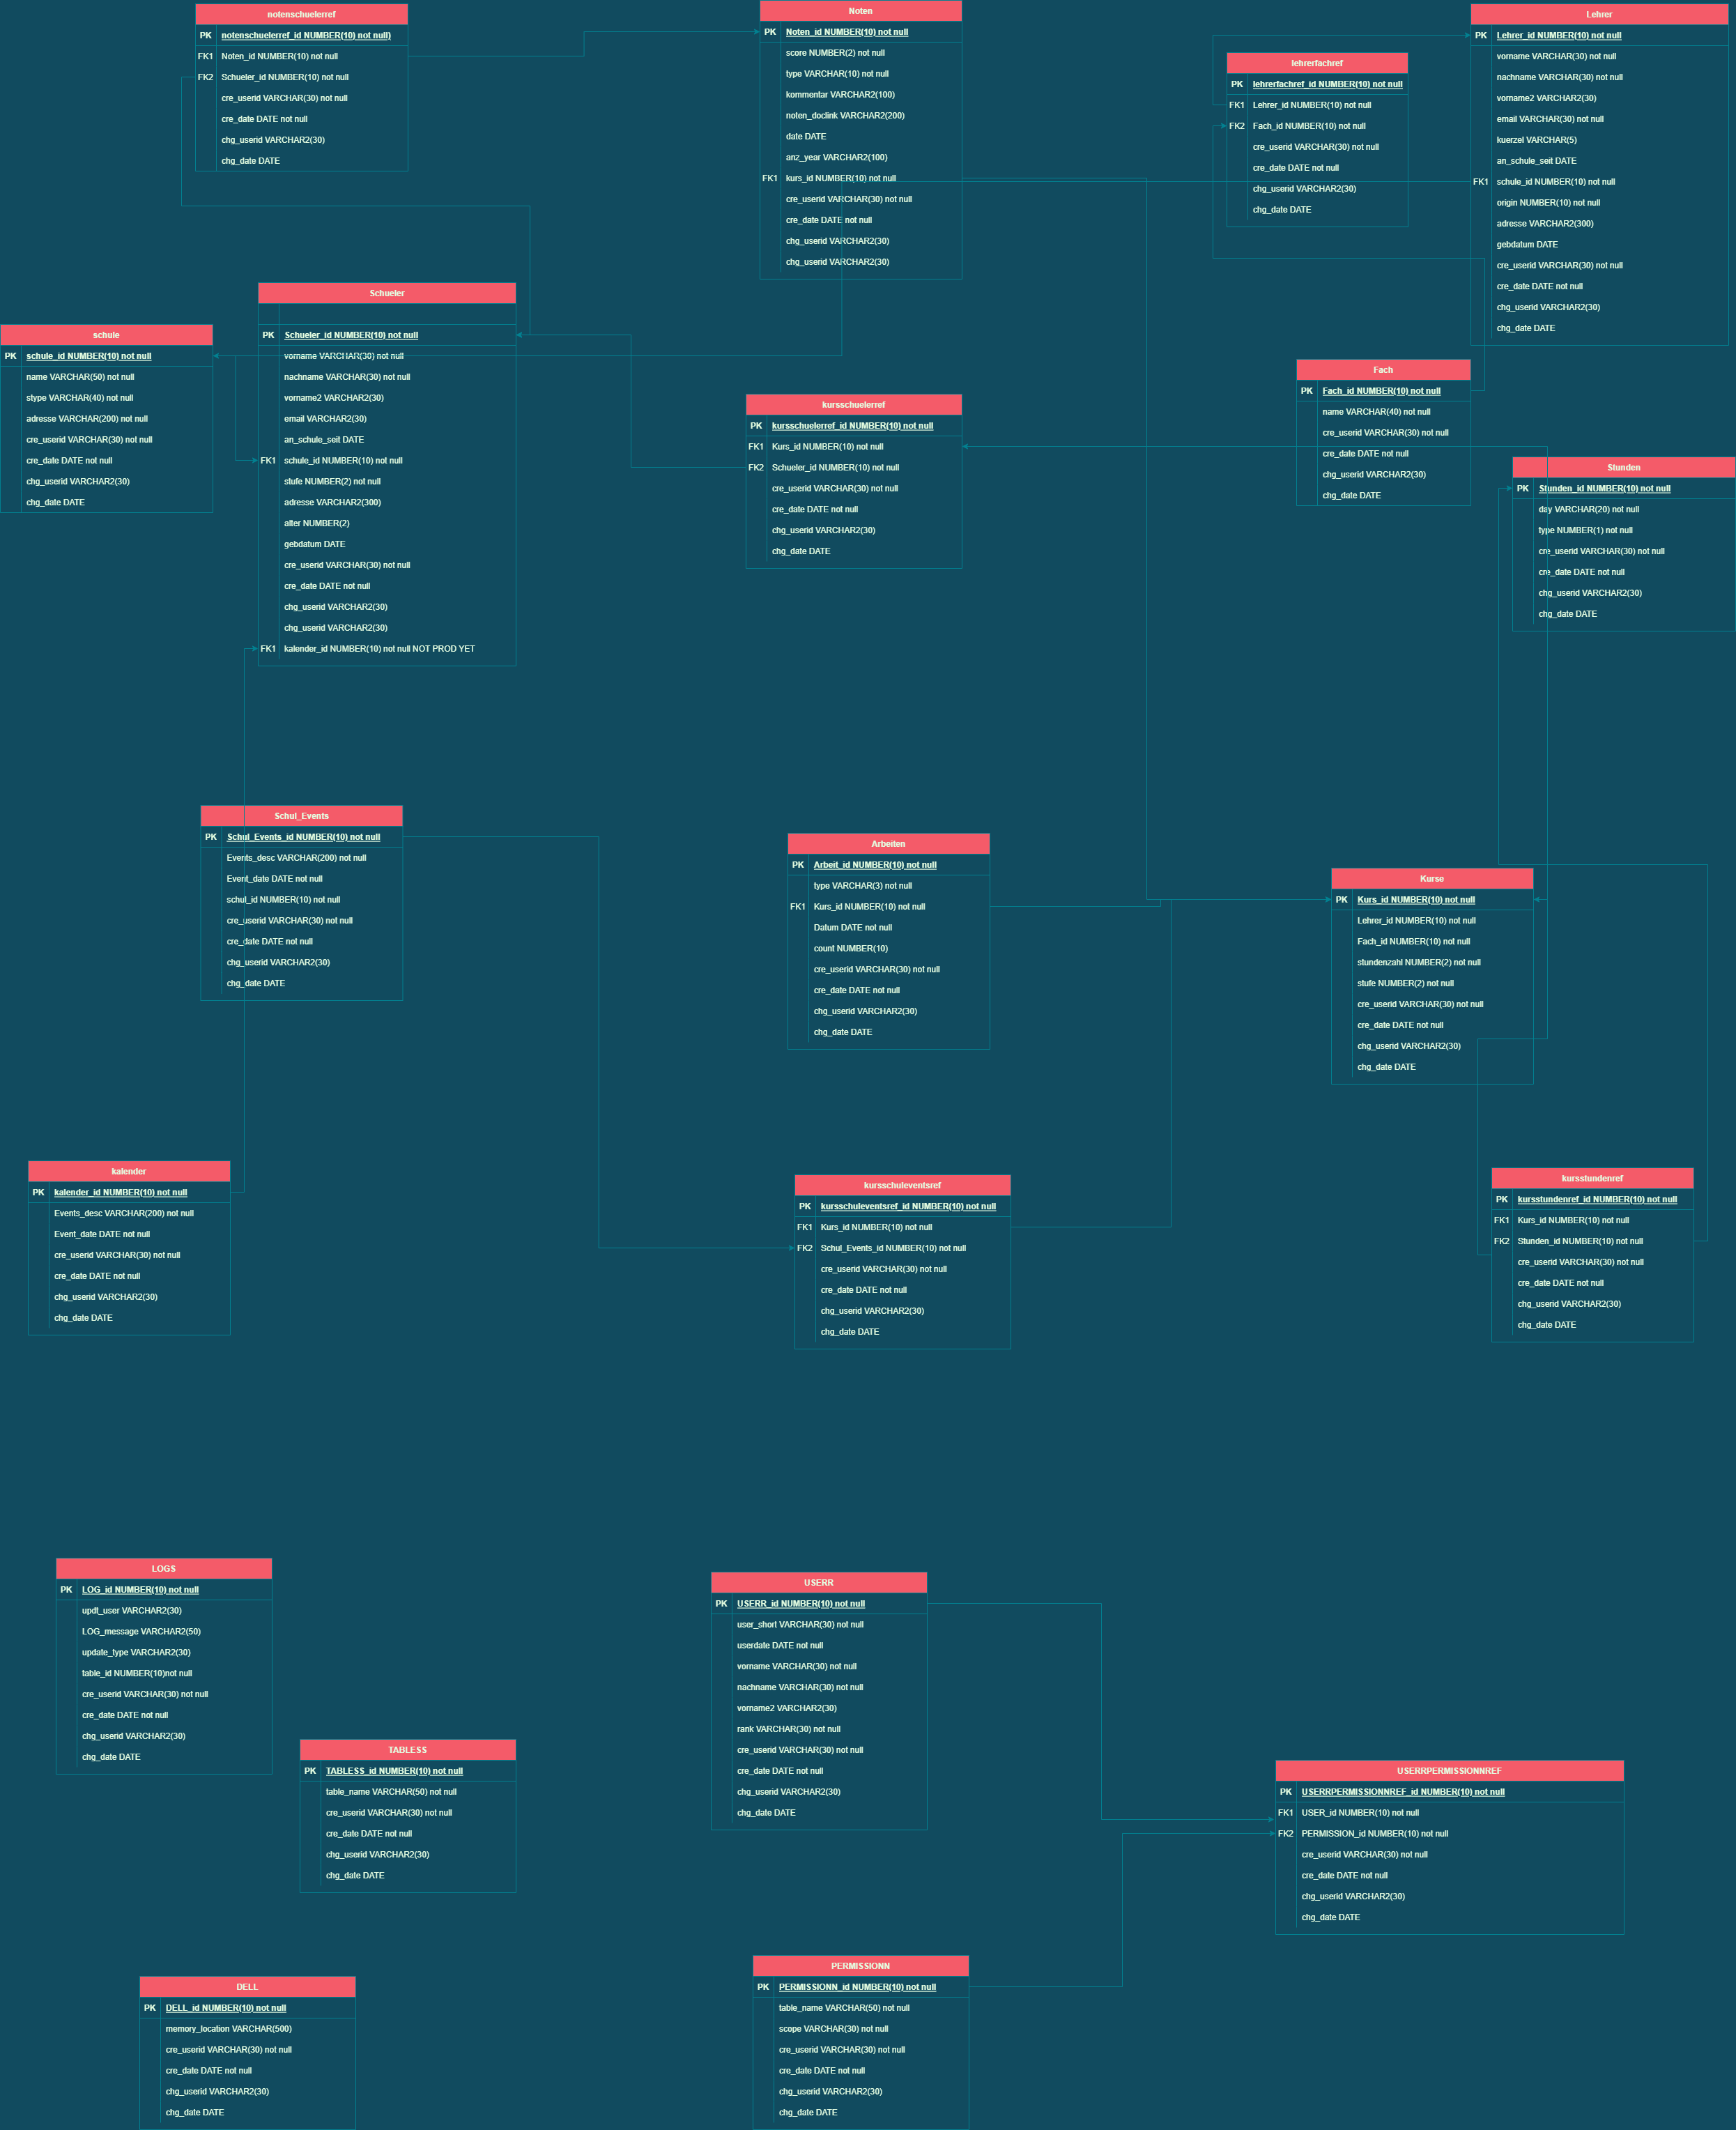 notenschuelerref
PK notenschuelerref_id NUMBER(10) not null)
FK1 Noten_id NUMBER(10) not null
FK2 Schueler_id NUMBER(10) not null
cre_userid VARCHAR(30) not null
cre_date DATE not null
chg_userid VARCHAR2(30)
chg_date DATE
Noten
PK Noten_id NUMBER(10) not null
score NUMBER(2) not null
type VARCHAR(10) not null
kommentar VARCHAR2(100)
noten_doclink VARCHAR2(200)
date DATE
anz_year VARCHAR2(100)
FK1 kurs_id NUMBER(10) not null
cre_userid VARCHAR(30) not null
cre_date DATE not null
chg_userid VARCHAR2(30)
chg_userid VARCHAR2(30)
lehrerfachref
PK lehrerfachref_id NUMBER(10) not null
FK1 Lehrer_id NUMBER(10) not null
FK2 Fach_id NUMBER(10) not null
cre_userid VARCHAR(30) not null
cre_date DATE not null
chg_userid VARCHAR2(30)
chg_date DATE
Lehrer
PK Lehrer_id NUMBER(10) not null
vorname VARCHAR(30) not null
nachname VARCHAR(30) not null
vorname2 VARCHAR2(30)
email VARCHAR(30) not null
kuerzel VARCHAR(5)
an_schule_seit DATE
FK1 schule_id NUMBER(10) not null
origin NUMBER(10) not null
adresse VARCHAR2(300)
gebdatum DATE
cre_userid VARCHAR(30) not null
cre_date DATE not null
chg_userid VARCHAR2(30)
chg_date DATE
schule
PK schule_id NUMBER(10) not null
name VARCHAR(50) not null
stype VARCHAR(40) not null
adresse VARCHAR(200) not null
cre_userid VARCHAR(30) not null
cre_date DATE not null
chg_userid VARCHAR2(30)
chg_date DATE
Schueler
PK Schueler_id NUMBER(10) not null
vorname VARCHAR(30) not null
nachname VARCHAR(30) not null
vorname2 VARCHAR2(30)
email VARCHAR2(30)
an_schule_seit DATE
FK1 schule_id NUMBER(10) not null
stufe NUMBER(2) not null
adresse VARCHAR2(300)
alter NUMBER(2)
gebdatum DATE
cre_userid VARCHAR(30) not null
cre_date DATE not null
chg_userid VARCHAR2(30)
chg_userid VARCHAR2(30)
FK1 kalender_id NUMBER(10) not null NOT PROD YET
kursschuelerref
PK kursschuelerref_id NUMBER(10) not null
FK1 Kurs_id NUMBER(10) not null
FK2 Schueler_id NUMBER(10) not null
cre_userid VARCHAR(30) not null
cre_date DATE not null
chg_userid VARCHAR2(30)
chg_date DATE
Fach
PK Fach_id NUMBER(10) not null
name VARCHAR(40) not null
cre_userid VARCHAR(30) not null
cre_date DATE not null
chg_userid VARCHAR2(30)
chg_date DATE
Stunden
PK Stunden_id NUMBER(10) not null
day VARCHAR(20) not null
type NUMBER(1) not null
cre_userid VARCHAR(30) not null
cre_date DATE not null
chg_userid VARCHAR2(30)
chg_date DATE
Schul_Events
PK Schul_Events_id NUMBER(10) not null
Events_desc VARCHAR(200) not null
Event_date DATE not null
schul_id NUMBER(10) not null
cre_userid VARCHAR(30) not null
cre_date DATE not null
chg_userid VARCHAR2(30)
chg_date DATE
Arbeiten
PK Arbeit_id NUMBER(10) not null
type VARCHAR(3) not null
FK1 Kurs_id NUMBER(10) not null
Datum DATE not null
count NUMBER(10)
cre_userid VARCHAR(30) not null
cre_date DATE not null
chg_userid VARCHAR2(30)
chg_date DATE
Kurse
PK Kurs_id NUMBER(10) not null
Lehrer_id NUMBER(10) not null
Fach_id NUMBER(10) not null
stundenzahl NUMBER(2) not null
stufe NUMBER(2) not null
cre_userid VARCHAR(30) not null
cre_date DATE not null
chg_userid VARCHAR2(30)
chg_date DATE
kalender
PK kalender_id NUMBER(10) not null
Events_desc VARCHAR(200) not null
Event_date DATE not null
cre_userid VARCHAR(30) not null
cre_date DATE not null
chg_userid VARCHAR2(30)
chg_date DATE
kursschuleventsref
PK kursschuleventsref_id NUMBER(10) not null
FK1 Kurs_id NUMBER(10) not null
FK2 Schul_Events_id NUMBER(10) not null
cre_userid VARCHAR(30) not null
cre_date DATE not null
chg_userid VARCHAR2(30)
chg_date DATE
kursstundenref
PK kursstundenref_id NUMBER(10) not null
FK1 Kurs_id NUMBER(10) not null
FK2 Stunden_id NUMBER(10) not null
cre_userid VARCHAR(30) not null
cre_date DATE not null
chg_userid VARCHAR2(30)
chg_date DATE
LOGS
PK LOG_id NUMBER(10) not null
updt_user VARCHAR2(30)
LOG_message VARCHAR2(50)
update_type VARCHAR2(30)
table_id NUMBER(10)not null
cre_userid VARCHAR(30) not null
cre_date DATE not null
chg_userid VARCHAR2(30)
chg_date DATE
TABLESS
PK TABLESS_id NUMBER(10) not null
table_name VARCHAR(50) not null
cre_userid VARCHAR(30) not null
cre_date DATE not null
chg_userid VARCHAR2(30)
chg_date DATE
USERR
PK USERR_id NUMBER(10) not null
user_short VARCHAR(30) not null
userdate DATE not null
vorname VARCHAR(30) not null
nachname VARCHAR(30) not null
vorname2 VARCHAR2(30)
rank VARCHAR(30) not null
cre_userid VARCHAR(30) not null
cre_date DATE not null
chg_userid VARCHAR2(30)
chg_date DATE
USERRPERMISSIONNREF
PK USERRPERMISSIONNREF_id NUMBER(10) not null
FK1 USER_id NUMBER(10) not null
FK2 PERMISSION_id NUMBER(10) not null
cre_userid VARCHAR(30) not null
cre_date DATE not null
chg_userid VARCHAR2(30)
chg_date DATE
DELL
PK DELL_id NUMBER(10) not null
memory_location VARCHAR(500)
cre_userid VARCHAR(30) not null
cre_date DATE not null
chg_userid VARCHAR2(30)
chg_date DATE
PERMISSIONN
PK PERMISSIONN_id NUMBER(10) not null
table_name VARCHAR(50) not null
scope VARCHAR(30) not null
cre_userid VARCHAR(30) not null
cre_date DATE not null
chg_userid VARCHAR2(30)
chg_date DATE